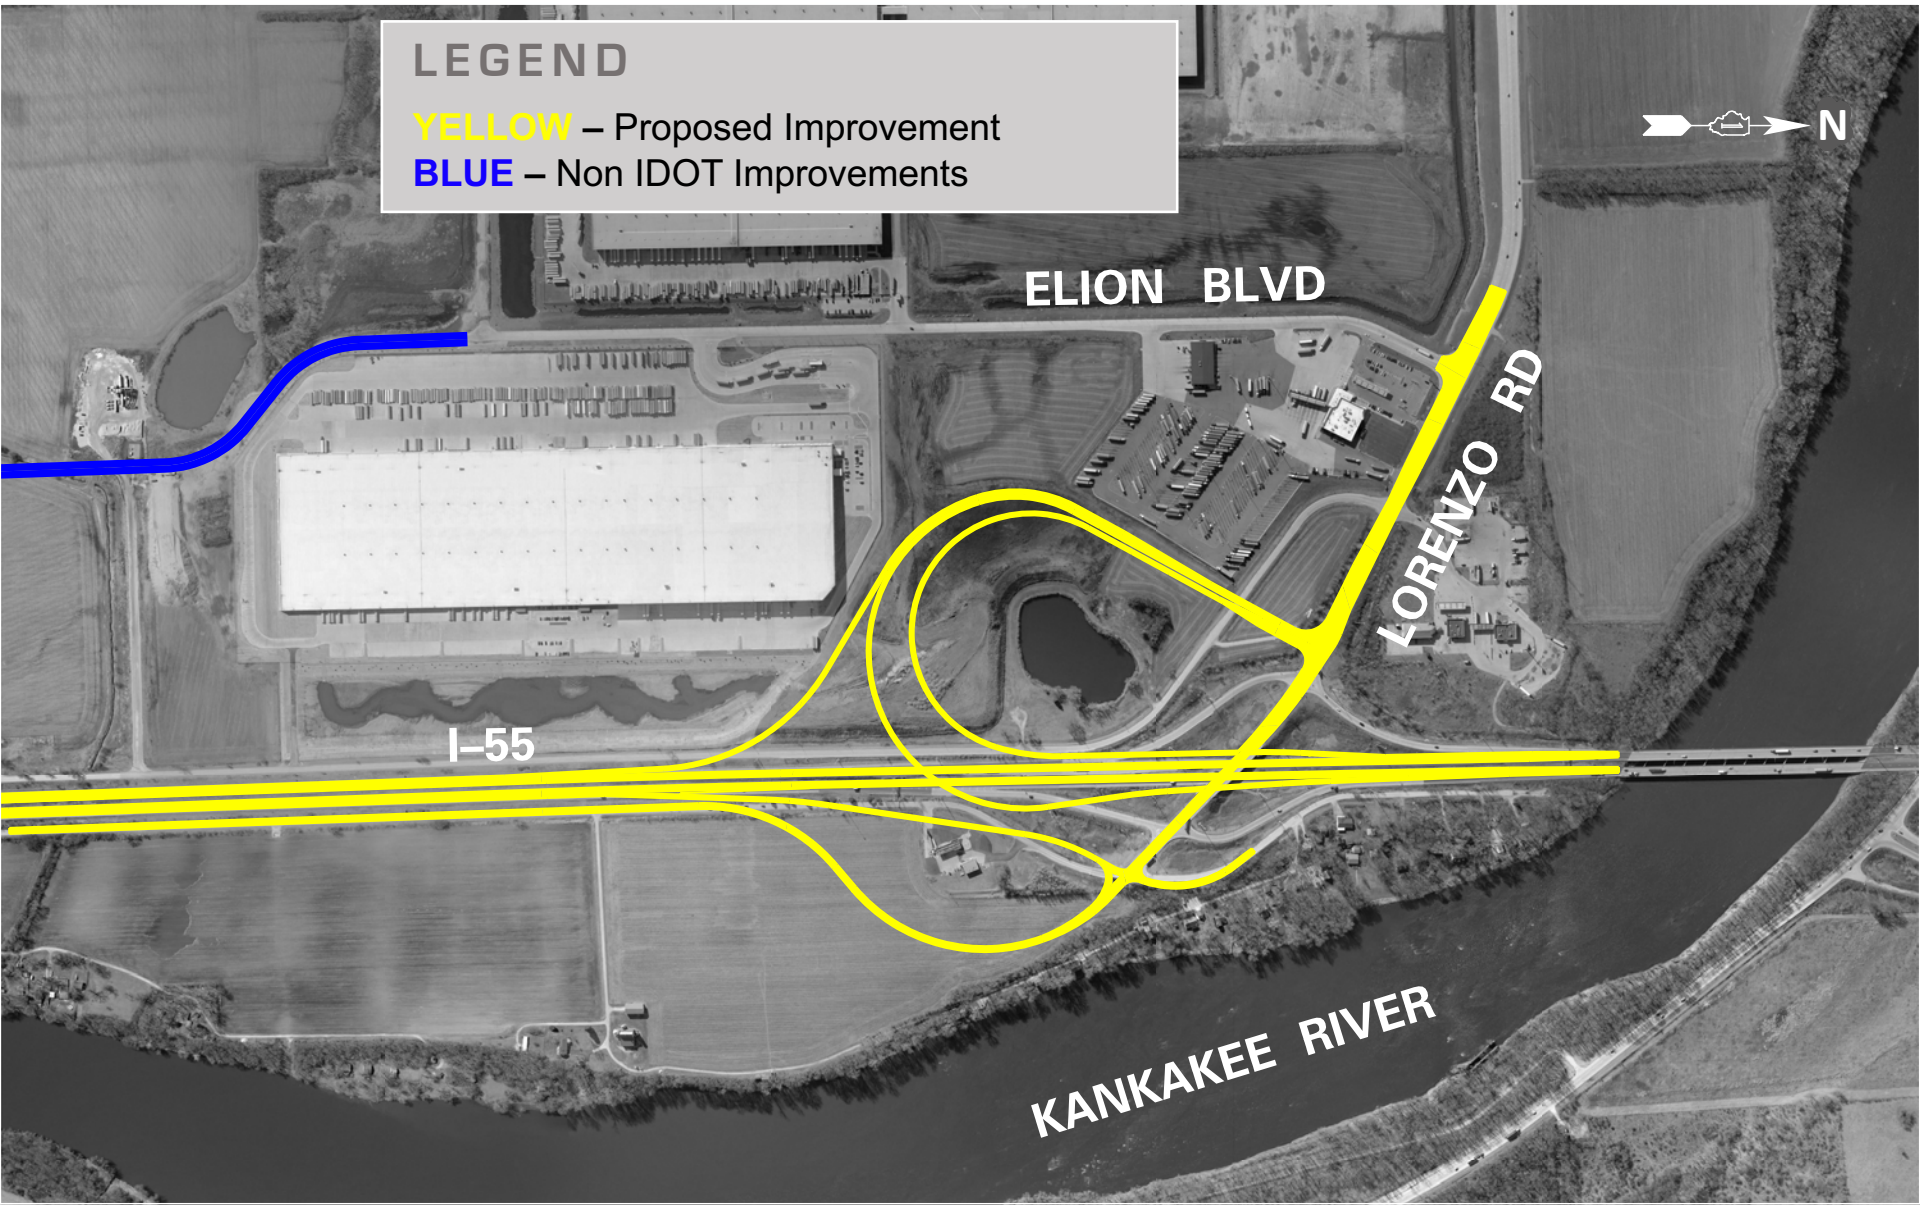 LEGEND
YELLOW – Proposed Improvement
BLUE – Non IDOT Improvements
N
ELION BLVD
LORENZO RD
I–55
KANKAKEE RIVER